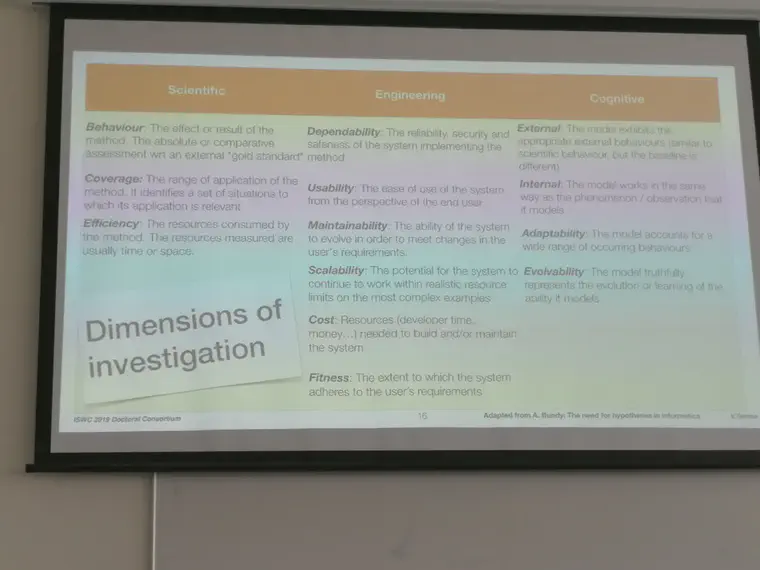 Scientific
Engineering
Cognitive
Behaviour: The effect or result of the
method. The absolute or comparative
assessment wrt an external "gold standard"
Coverage: The range of application of the
method. It identifies a set of situations to
which its application is relevant
Efficiency: The resources consumed by
the method. The resources measured are
usually time or space.
Dependability: The reliability, security and
safeness of the system implementing the
method
Usability: The ease of use of the system
from the perspective of the end user
Maintainability: The ability of the system
to evolve in order to meet changes in the
user's requirements.
Scalability: The potential for the system to
continue to work within realistic resource
limits on the most complex examples
Cost: Resources (developer time,
money…) needed to build and/or maintain
the system
Fitness: The extent to which the system
adheres to the user's requirements
External: The model exhibits the
appropriate external behaviours (similar to
scientific behaviour, but the baseline is
different)
Internal: The model works in the same
way as the phenomenon / observation that
it models
Adaptability: The model accounts for a
wide range of occurring behaviours
Evolvability: The model truthfully
represents the evolution or learning of the
ability it models
Dimensions of
investigation
ISWC 2019 Doctoral Consortium
16
Adapted from A. Bundy. The need for hypotheses in informatics